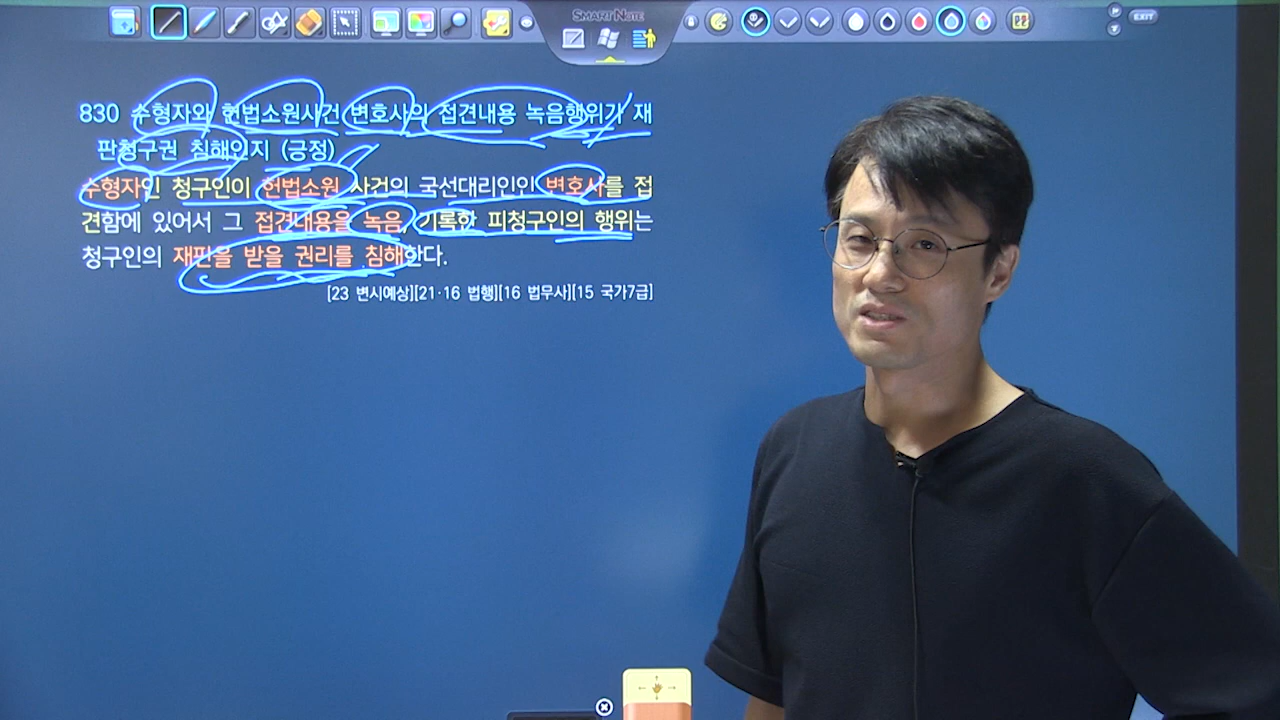 SMART NOTE
EXIT
830 수형자와 헌법소원사건 변호사의 접견내용 녹음행위가 재
판청구권 침해인지 (긍정)
수형자인 청구인이 헌법소원 사건의 국선대리인인 변호사를 접
견함에 있어서 그 접견내용을 녹음, 기록한 피청구인의 행위는
청구인의 재판을 받을 권리를 침해한다.
[23 변시예상][21·16 법행][16 법무사][15 국가7급]